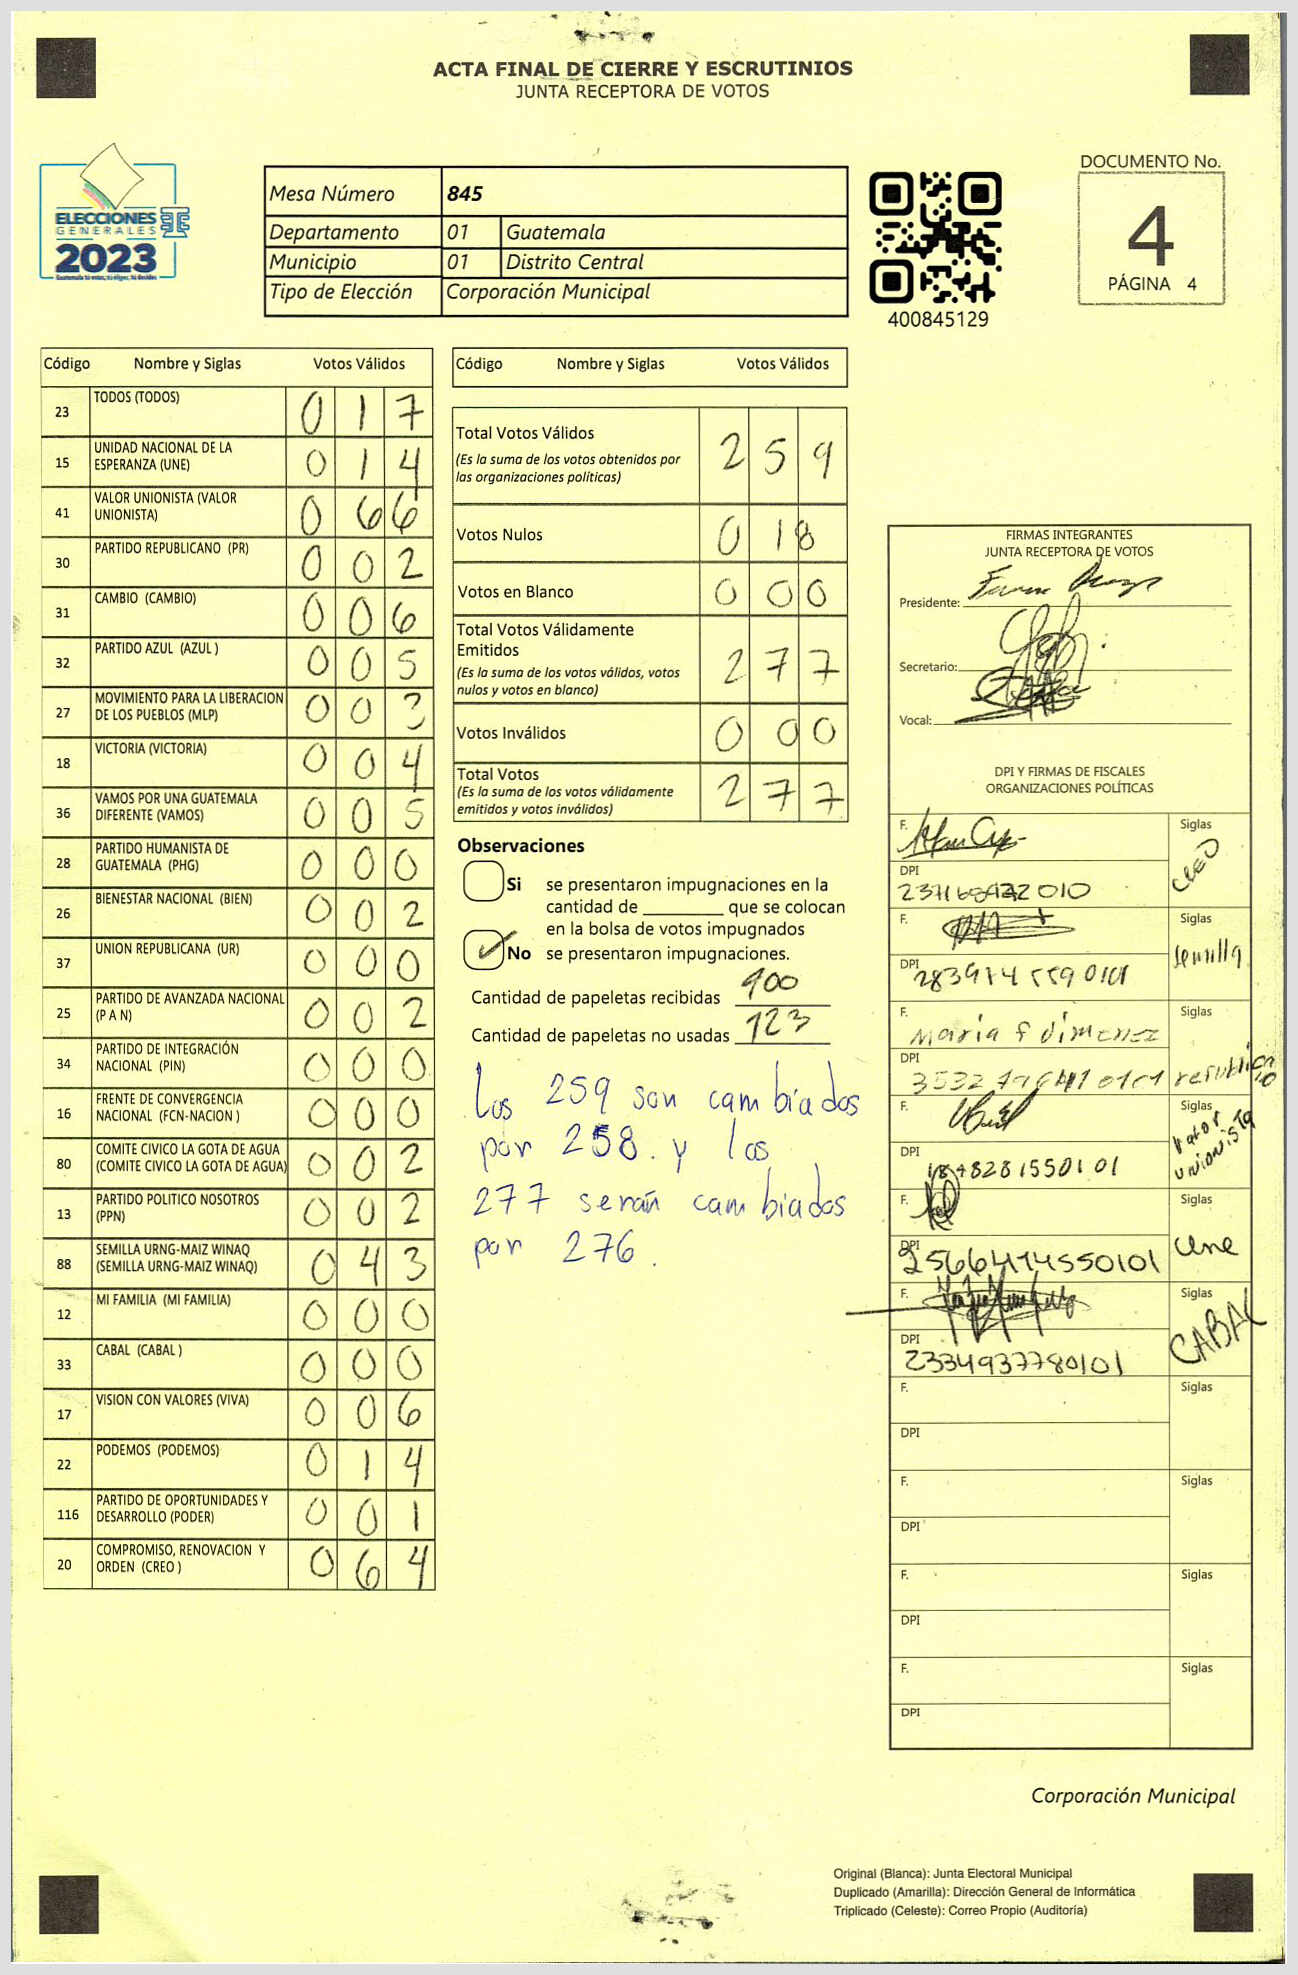 ACTA FINAL DE CIERRE Y ESCRUTINIOS
JUNTA RECEPTORA DE VOTOS
ELECCIONES
GENERALES
2023
Mesa Número 845
Departamento 01 Guatemala
Municipio 01 Distrito Central
Tipo de Elección Corporación Municipal
400845129
DOCUMENTO No.
4
PÁGINA 4
Código Nombre y Siglas Votos Válidos
23 TODOS (TODOS) 0 1 7
15 UNIDAD NACIONAL DE LA ESPERANZA (UNE) 0 1 4
41 VALOR UNIONISTA (VALOR UNIONISTA) 0 6 6
30 PARTIDO REPUBLICANO (PR) 0 0 2
31 CAMBIO (CAMBIO) 0 0 6
32 PARTIDO AZUL (AZUL ) 0 0 5
27 MOVIMIENTO PARA LA LIBERACION DE LOS PUEBLOS (MLP) 0 0 3
18 VICTORIA (VICTORIA) 0 0 4
36 VAMOS POR UNA GUATEMALA DIFERENTE (VAMOS) 0 0 5
28 PARTIDO HUMANISTA DE GUATEMALA (PHG) 0 0 0
26 BIENESTAR NACIONAL (BIEN) 0 0 2
37 UNION REPUBLICANA (UR) 0 0 0
25 PARTIDO DE AVANZADA NACIONAL (P A N) 0 0 2
34 PARTIDO DE INTEGRACIÓN NACIONAL (PIN) 0 0 0
16 FRENTE DE CONVERGENCIA NACIONAL (FCN-NACION ) 0 0 0
80 COMITE CIVICO LA GOTA DE AGUA (COMITE CIVICO LA GOTA DE AGUA) 0 0 2
13 PARTIDO POLITICO NOSOTROS (PPN) 0 0 2
88 SEMILLA URNG-MAIZ WINAQ (SEMILLA URNG-MAIZ WINAQ) 0 4 3
12 MI FAMILIA (MI FAMILIA) 0 0 0
33 CABAL (CABAL ) 0 0 0
17 VISION CON VALORES (VIVA) 0 0 6
22 PODEMOS (PODEMOS) 0 1 4
116 PARTIDO DE OPORTUNIDADES Y DESARROLLO (PODER) 0 0 1
20 COMPROMISO, RENOVACION Y ORDEN (CREO ) 0 6 4
Código Nombre y Siglas Votos Válidos
Total Votos Válidos 2 5 9
(Es la suma de los votos obtenidos por
las organizaciones políticas)
Votos Nulos 0 1 8
Votos en Blanco 0 0 0
Total Votos Válidamente
Emitidos 2 7 7
(Es la suma de los votos válidos, votos
nulos y votos en blanco)
Votos Inválidos 0 0 0
Total Votos 2 7 7
(Es la suma de los votos válidamente
emitidos y votos inválidos)
Observaciones
Si se presentaron impugnaciones en la
cantidad de ________ que se colocan
en la bolsa de votos impugnados
No se presentaron impugnaciones.
Cantidad de papeletas recibidas 400
Cantidad de papeletas no usadas 123
Los 259 son cambiados
por 258. y los
277 serán cambiados
por 276.
FIRMAS INTEGRANTES
JUNTA RECEPTORA DE VOTOS
Presidente:
Secretario:
Vocal:
DPI Y FIRMAS DE FISCALES
ORGANIZACIONES POLÍTICAS
F. Siglas
CREO
DPI
F. Siglas
Semilla
DPI
F. Siglas
Maria f Jimenez
DPI
republicano
F. Siglas
Valor
unionista
DPI
F. Siglas
une
DPI 2566414550101
F. Siglas
CABAL
DPI
2334937780101
F. Siglas
DPI
F. Siglas
DPI
F. Siglas
DPI
F. Siglas
DPI
Corporación Municipal
Original (Blanca): Junta Electoral Municipal
Duplicado (Amarilla): Dirección General de Informática
Triplicado (Celeste): Correo Propio (Auditoría)